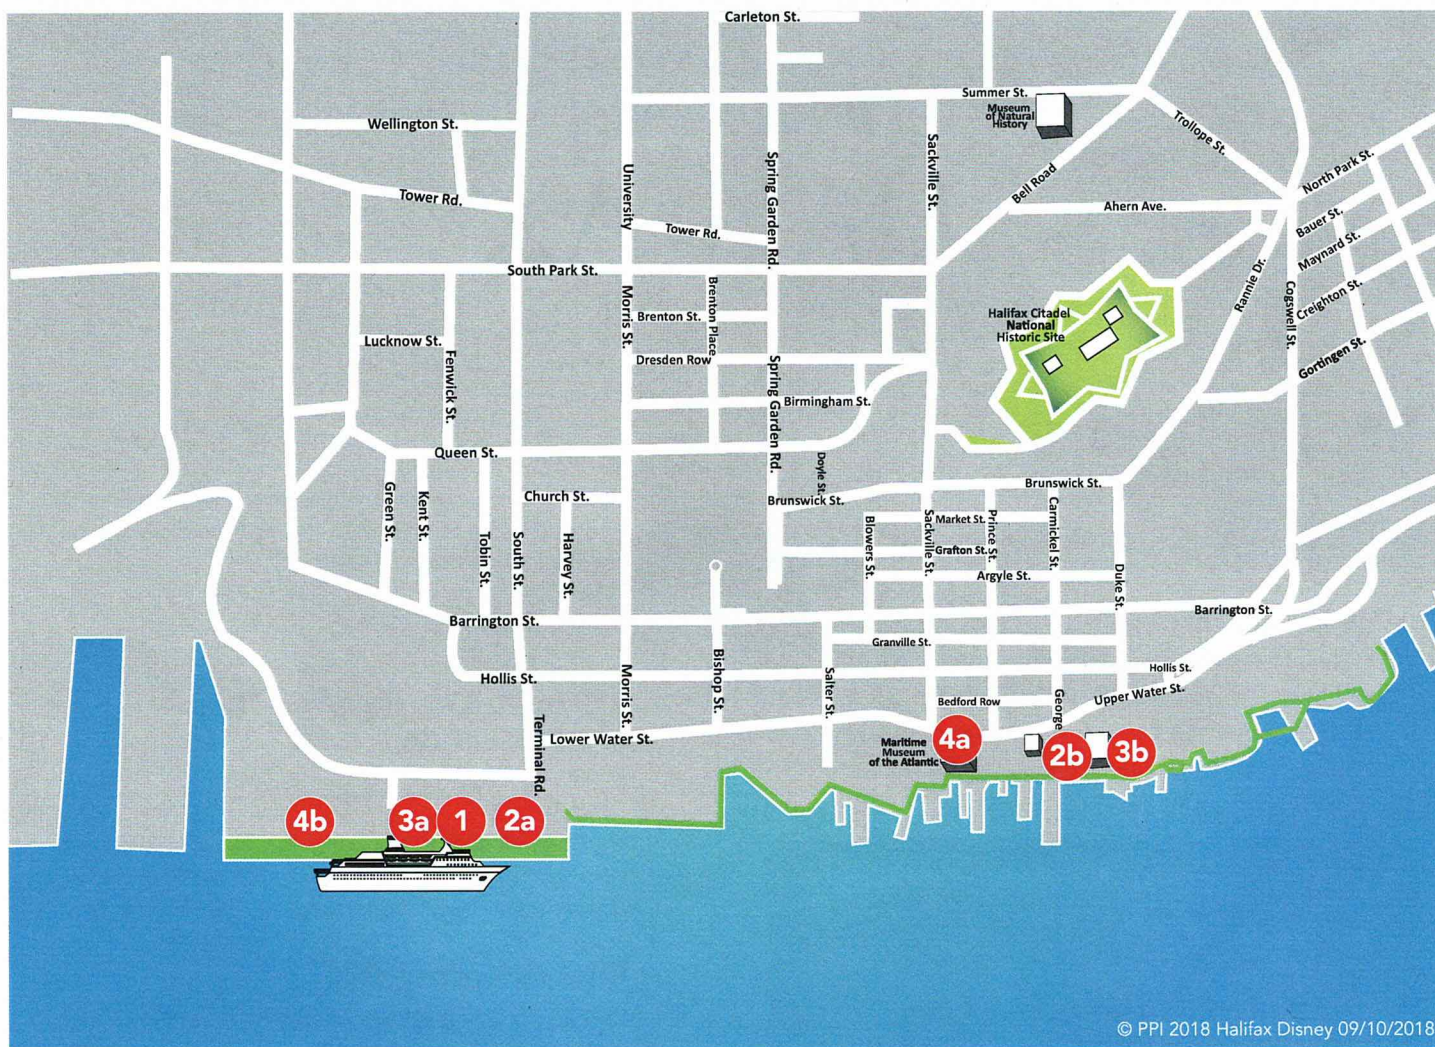 Carleton St.
Summer St.
Museum
of Natural
History
Wellington St.
Trollope St.
North Park St.
Sackville St.
Spring Garden Rd.
University
Bell Road
Tower Rd.
Ahern Ave.
Bauer St.
Tower Rd.
Maynard St.
South Park St.
Rannie Dr.
Creighton St.
Cogswell St.
Brenton Place
Morris St.
Brenton St.
Halifax Citadel
National
Historic Site
Lucknow St.
Gortingen St.
Dresden Row
Fenwick St.
Spring Garden Rd.
Birmingham St.
Queen St.
Doyle St.
Brunswick St.
Church St.
Brunswick St.
Green St.
Kent St.
Tobin St.
South St.
Harvey St.
Blowers St.
Sackville St.
Market St.
Prince St.
Carmickel St.
Grafton St.
Argyle St.
Duke St.
Barrington St.
Barrington St.
Granville St.
Hollis St.
Hollis St.
Morris St.
Bishop St.
Salter St.
Bedford Row
George
Upper Water St.
Terminal Rd.
Lower Water St.
Maritime
Museum
of the Atlantic
4a
2b
3b
4b
3a
1
2a
© PPI 2018 Halifax Disney 09/10/2018